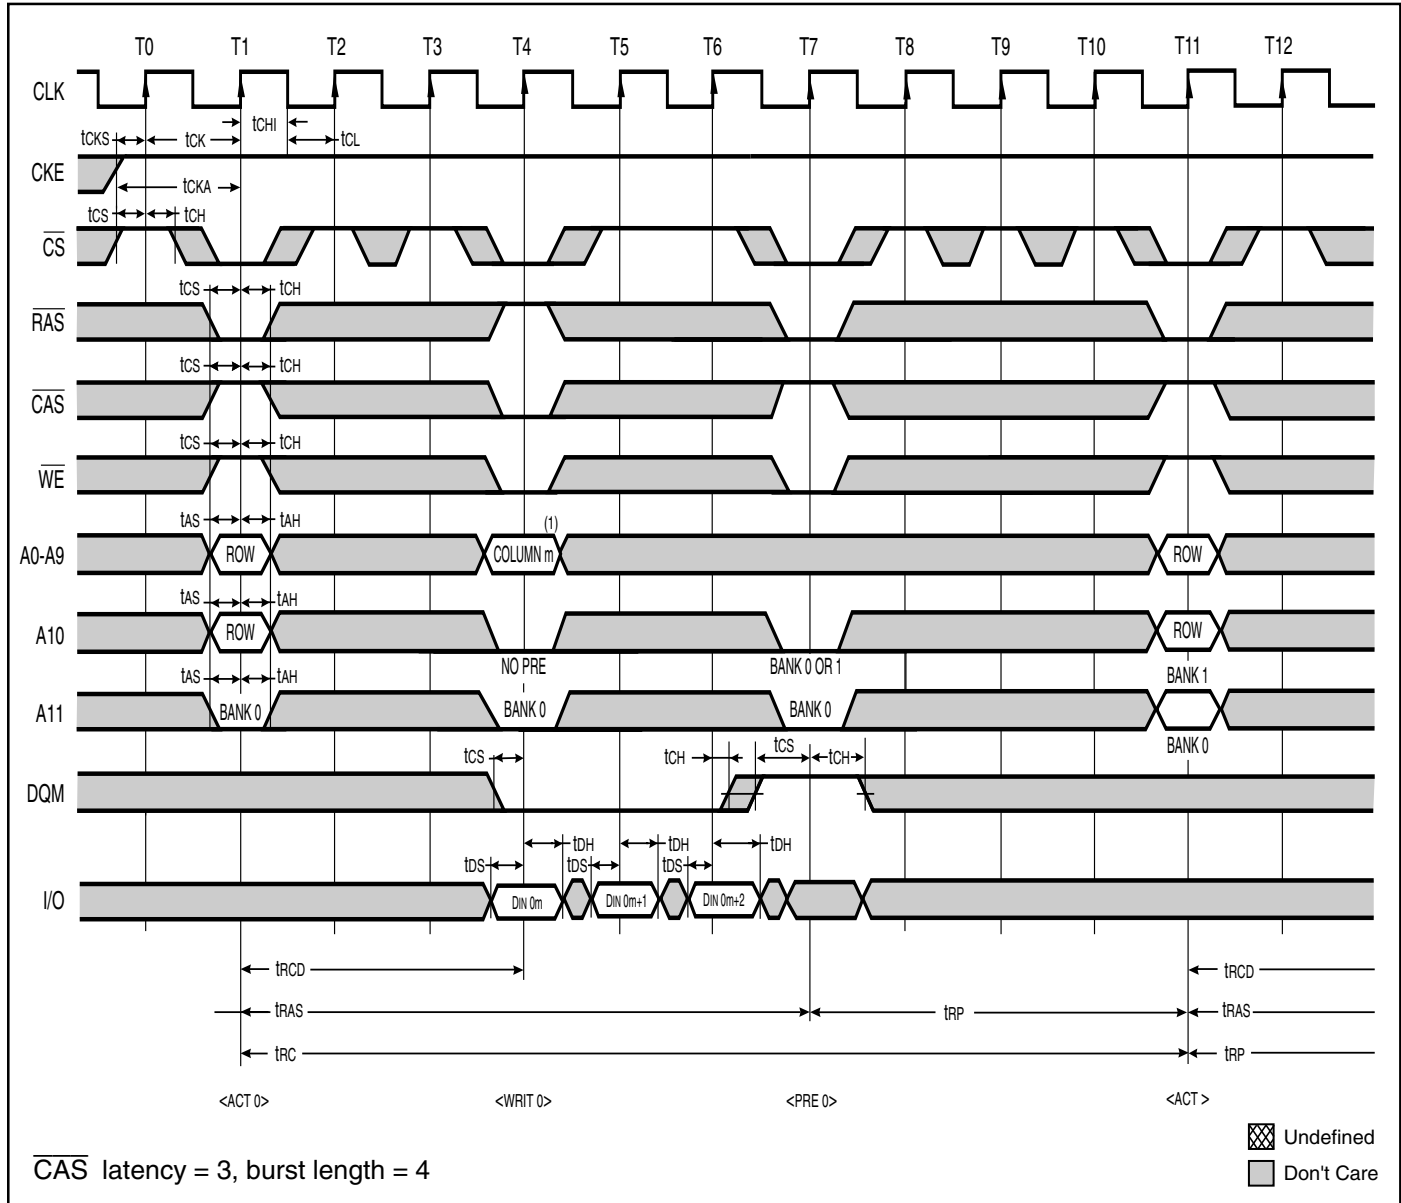 T0 T1 T2 T3 T4 T5 T6 T7 T8 T9 T10 T11 T12
CLK
tCHI
tCKS tCK tCL
CKE
tCKA
tCS tCH
CS
tCS tCH
RAS
tCS tCH
CAS
tCS tCH
WE
tAS tAH (1)
A0-A9 ROW COLUMN m ROW
tAS tAH
A10 ROW ROW
NO PRE BANK 0 OR 1 BANK 1
tAS tAH
A11 BANK 0 BANK 0 BANK 0
BANK 0
tCS tCH tCS tCH
DQM
tDH tDH tDH
tDS tDS tDS
I/O DIN 0m DIN 0m+1 DIN 0m+2
tRCD tRCD
tRAS tRP tRAS
tRC tRP
<ACT 0> <WRIT 0> <PRE 0> <ACT >
Undefined
CAS latency = 3, burst length = 4
Don't Care